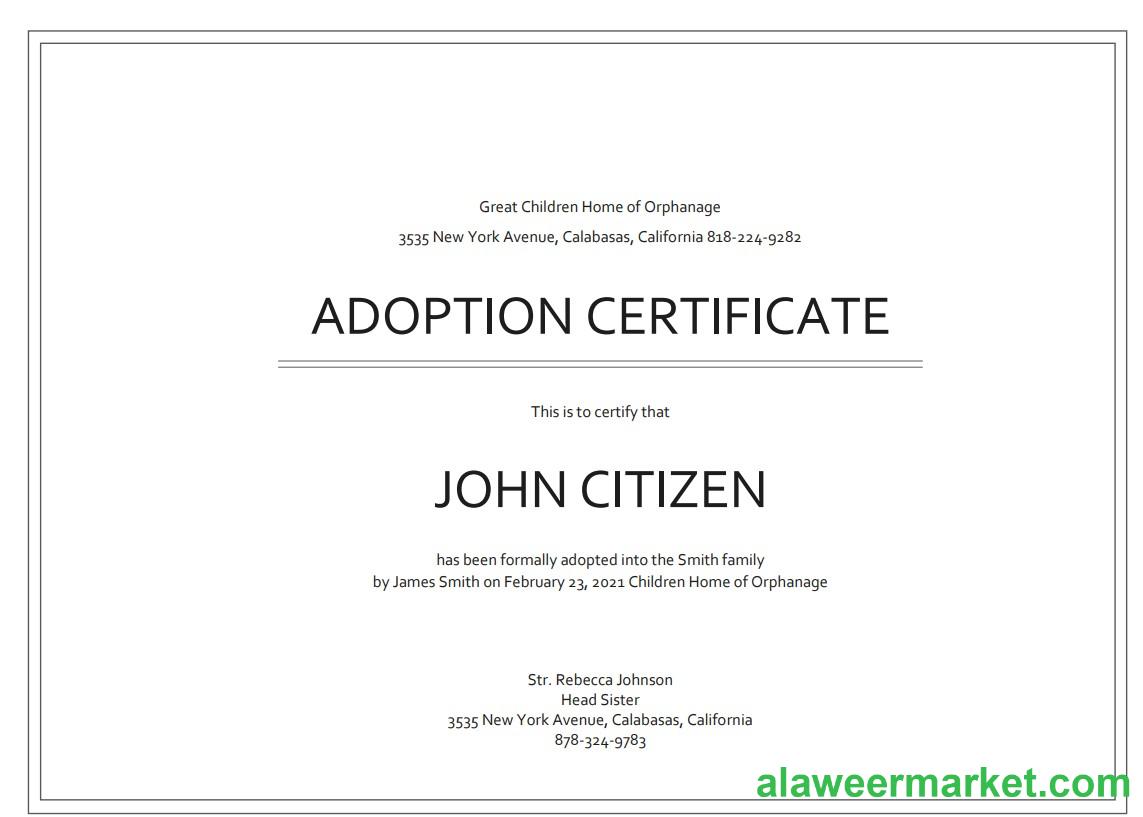 Great Children Home of Orphanage
3535 New York Avenue, Calabasas, California 818-224-9282
ADOPTION CERTIFICATE
This is to certify that
JOHN CITIZEN
has been formally adopted into the Smith family
by James Smith on February 23, 2021 Children Home of Orphanage
Str. Rebecca Johnson
Head Sister
3535 New York Avenue, Calabasas, California
878-324-9783
alaweermarket.com